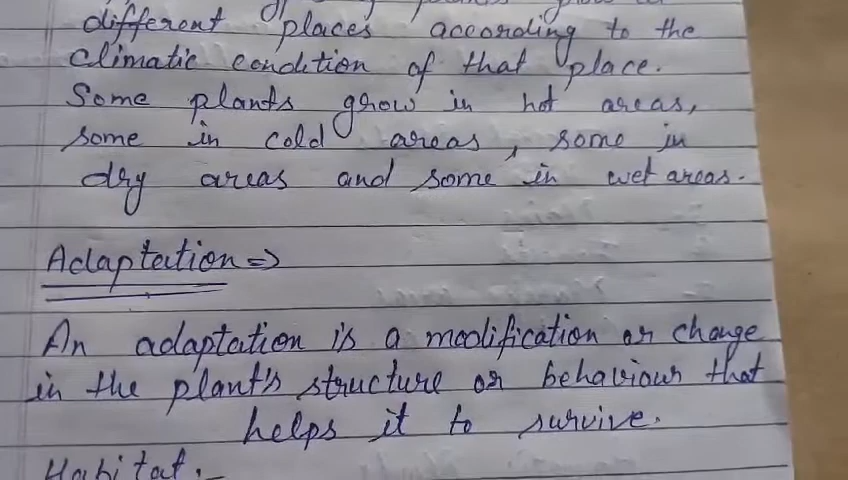 different places according to the
climatic condition of that place.
Some plants grow in hot areas,
some in cold areas, some in
dry areas and some in wet areas.
Adaptation =>
An adaptation is a modification or change
in the plant's structure or behaviour that
helps it to survive.
Habitat:-